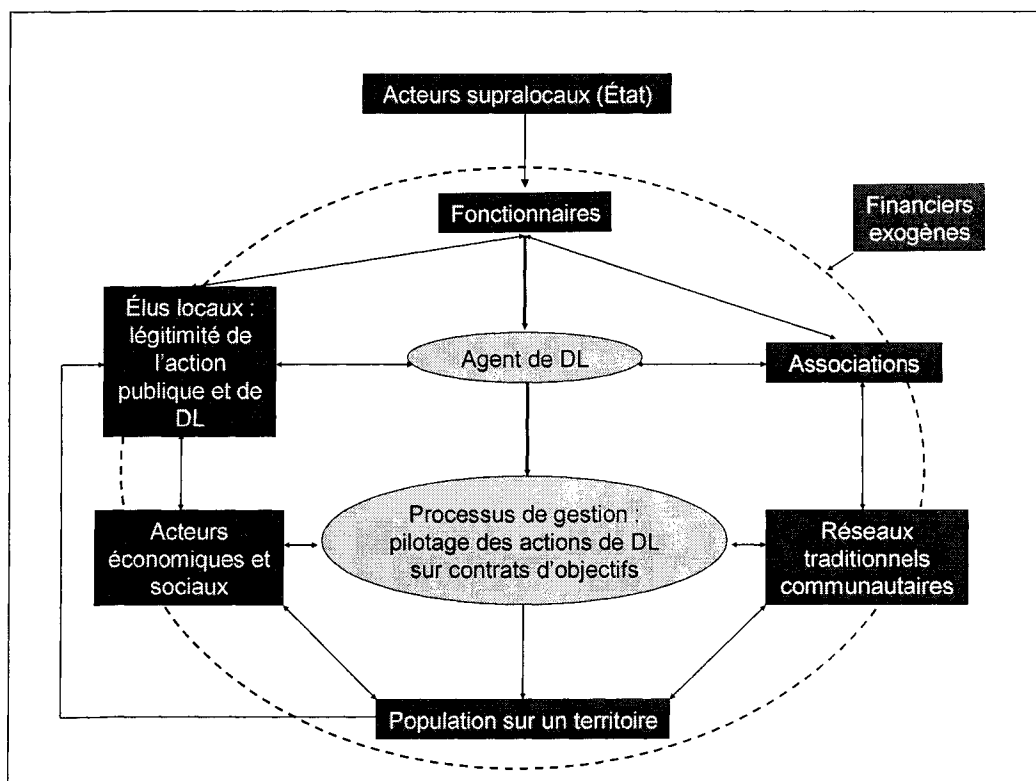 Acteurs supralocaux (État)
Fonctionnaires
Financiers
exogènes
Élus locaux :
légitimité de
l'action
publique et de
DL
Agent de DL
Associations
Processus de gestion :
pilotage des actions de DL
sur contrats d'objectifs
Acteurs
économiques et
sociaux
Réseaux
traditionnels
communautaires
Population sur un territoire